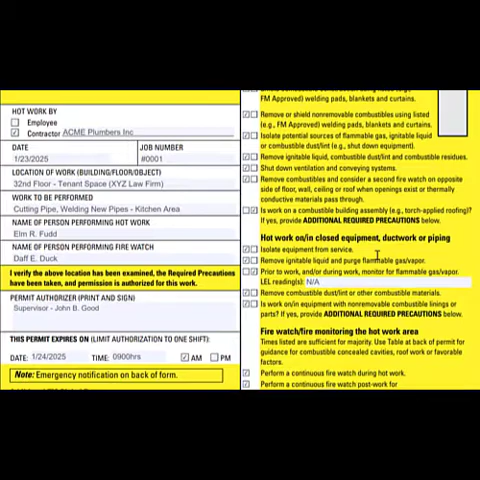 HOT WORK BY
Employee
Contractor ACME Plumbers Inc
DATE
JOB NUMBER
1/23/2025
#0001
LOCATION OF WORK (BUILDING/FLOOR/OBJECT)
32nd Floor - Tenant Space (XYZ Law Firm)
WORK TO BE PERFORMED
Cutting Pipe, Welding New Pipes - Kitchen Area
NAME OF PERSON PERFORMING HOT WORK
Elm R. Fudd
NAME OF PERSON PERFORMING FIRE WATCH
Daff E. Duck
I verify the above location has been examined, the Required Precautions
have been taken, and permission is authorized for this work.
PERMIT AUTHORIZER (PRINT AND SIGN)
Supervisor - John B. Good
THIS PERMIT EXPIRES ON (LIMIT AUTHORIZATION TO ONE SHIFT):
DATE: 1/24/2025 TIME: 0900hrs AM PM
Note: Emergency notification on back of form.
FM Approved) welding pads, blankets and curtains.
Remove or shield nonremovable combustibles using listed
(e.g., FM Approved) welding pads, blankets and curtains.
Isolate potential sources of flammable gas, ignitable liquid
or combustible dust/lint (e.g., shut down equipment).
Remove ignitable liquid, combustible dust/lint and combustible residues.
Shut down ventilation and conveying systems.
Remove combustibles and consider a second fire watch on opposite
side of floor, wall, ceiling or roof when openings exist or thermally
conductive materials pass through.
Is work on a combustible building assembly (e.g., torch-applied roofing)?
If yes, provide ADDITIONAL REQUIRED PRECAUTIONS below.
Hot work on/in closed equipment, ductwork or piping
Isolate equipment from service.
Remove ignitable liquid and purge flammable gas/vapor.
Prior to work, and/or during work, monitor for flammable gas/vapor.
LEL reading(s): N/A
Remove combustible dust/lint or other combustible materials.
Is work on/in equipment with nonremovable combustible linings or
parts? If yes, provide ADDITIONAL REQUIRED PRECAUTIONS below.
Fire watch/fire monitoring the hot work area
Times listed are sufficient for majority. Use Table at back of permit for
guidance for combustible concealed cavities, roof work or favorable
factors.
Perform a continuous fire watch during hot work.
Perform a continuous fire watch post-work for